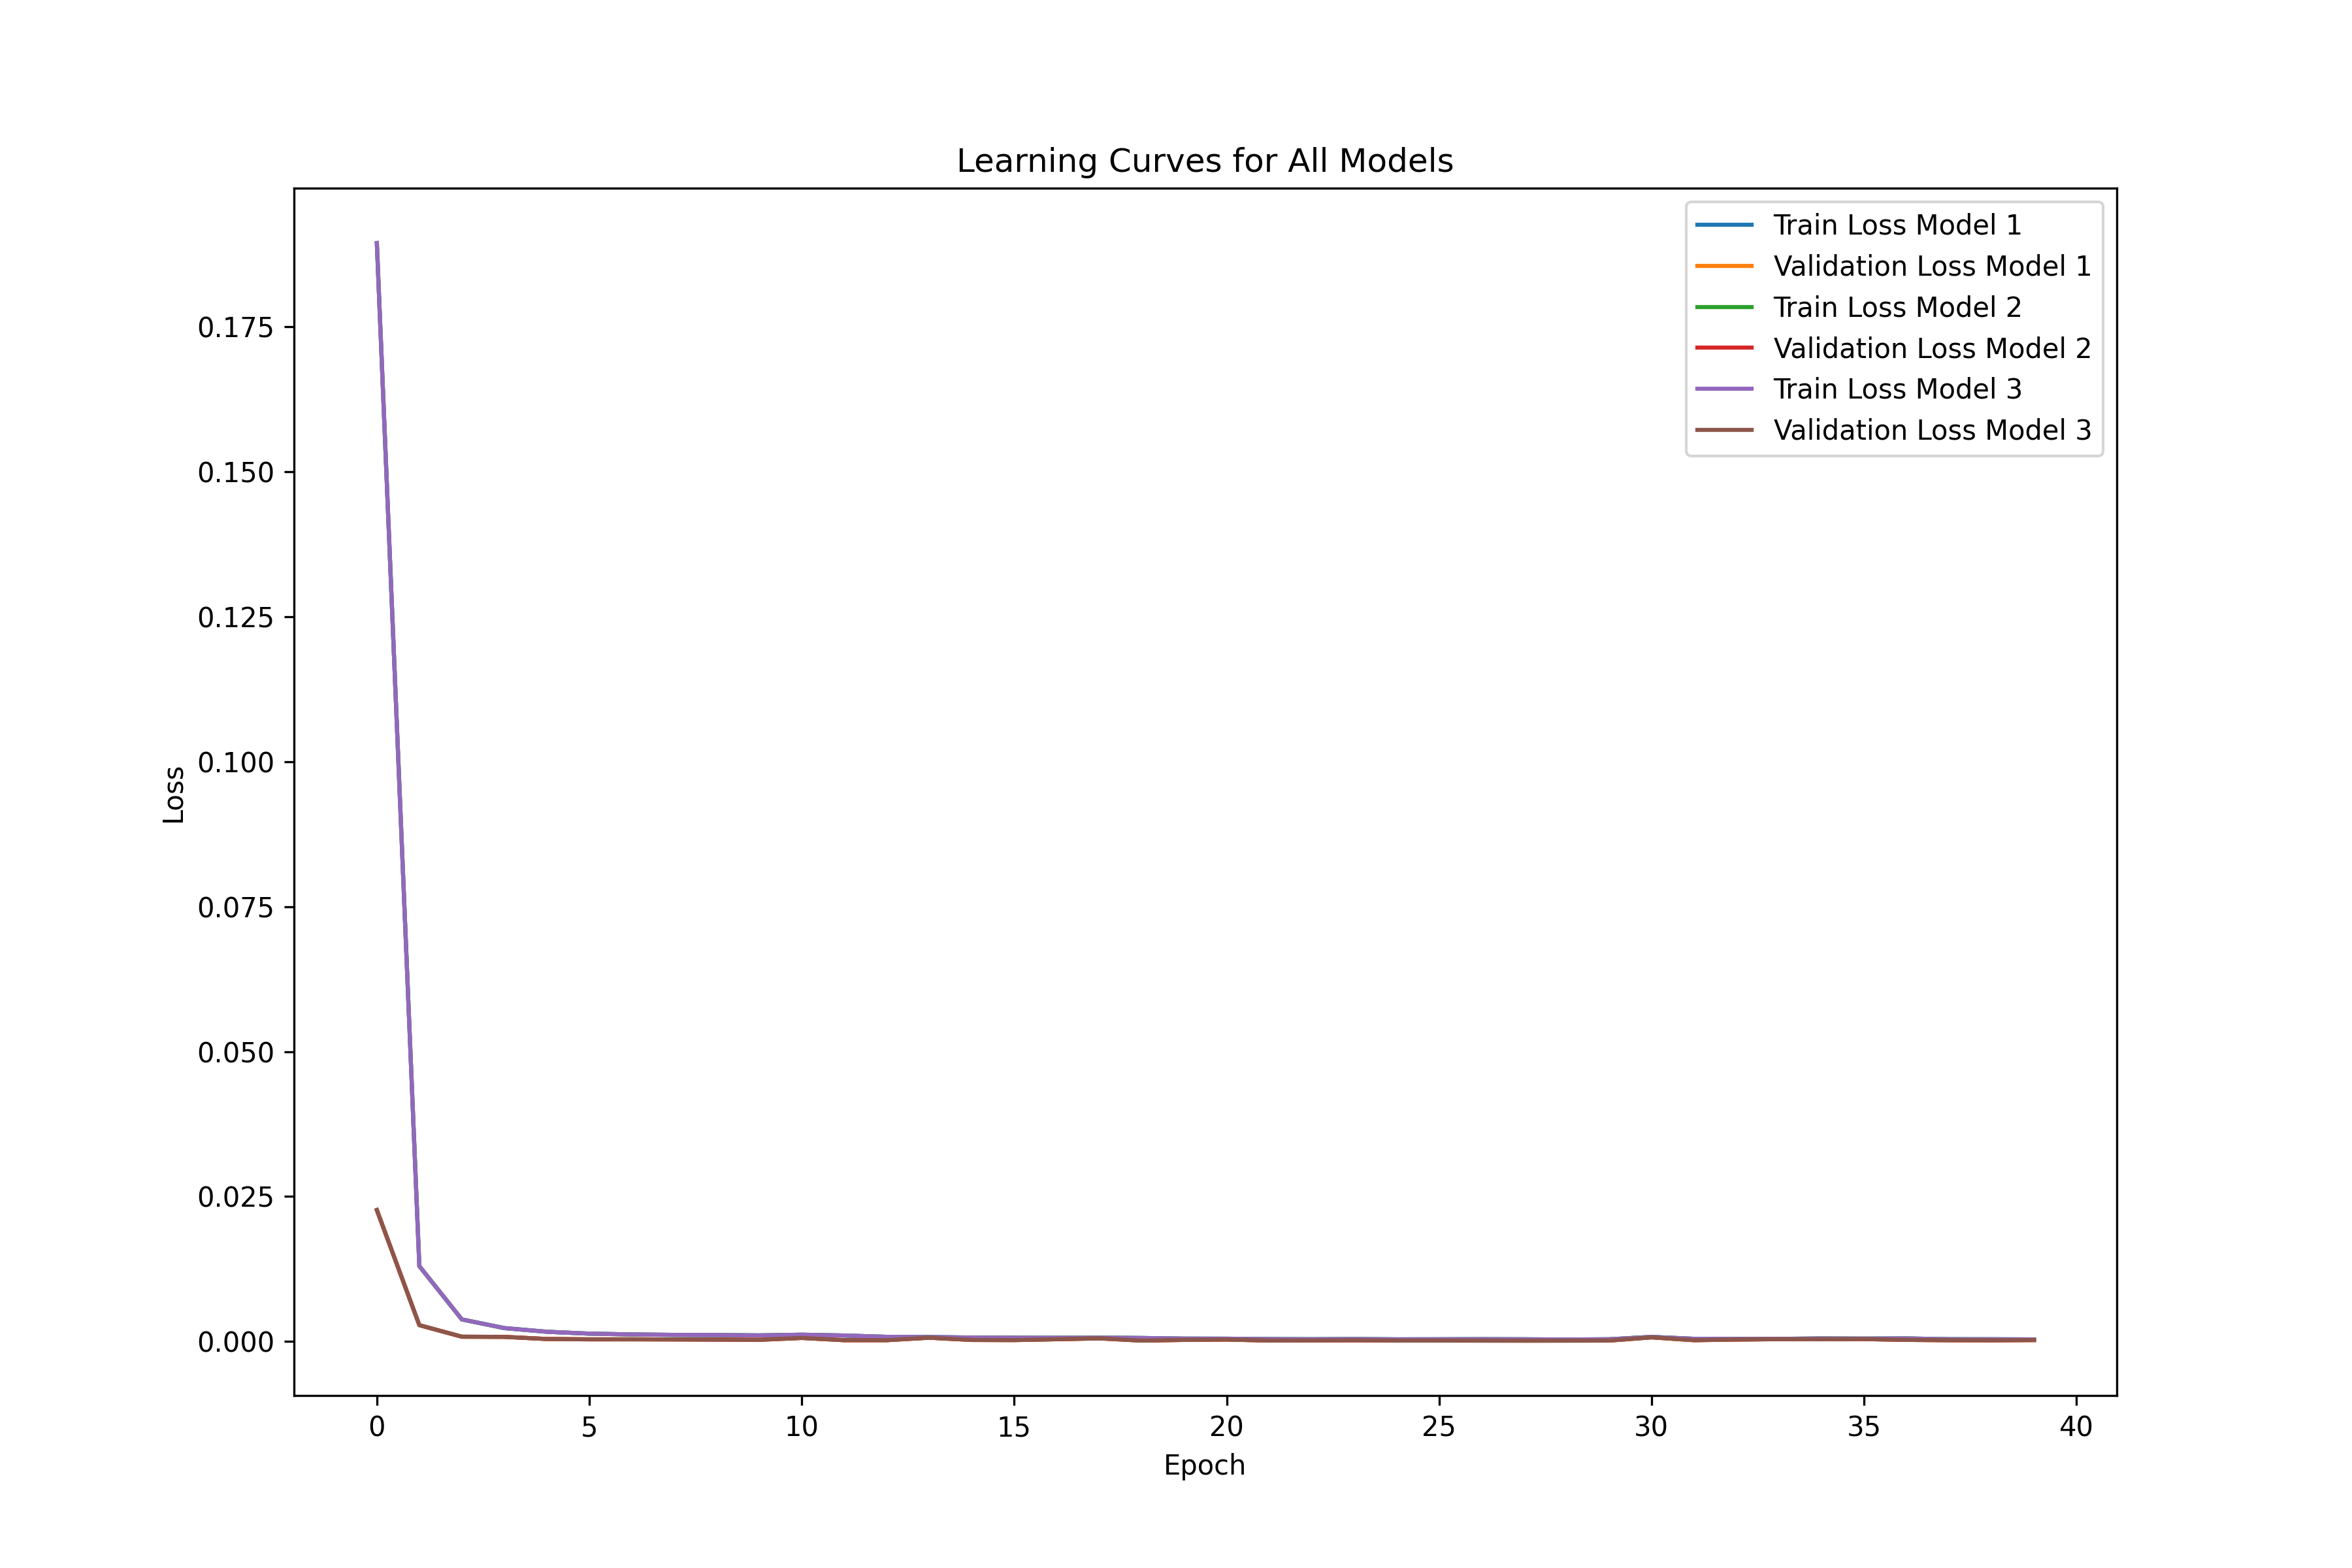 Learning Curves for All Models
Train Loss Model 1
Validation Loss Model 1
Train Loss Model 2
Validation Loss Model 2
Train Loss Model 3
Validation Loss Model 3
Loss
0.175
0.150
0.125
0.100
0.075
0.050
0.025
0.000
0 5 10 15 20 25 30 35 40
Epoch